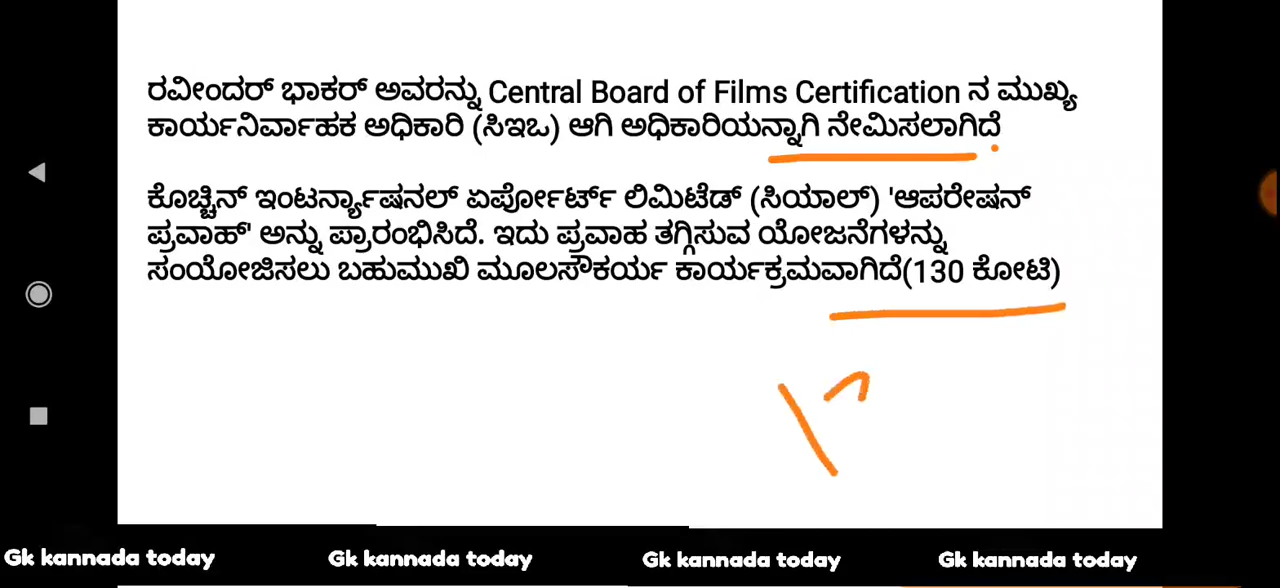 ರವೀಂದರ್ ಭಾಕರ್ ಅವರನ್ನು Central Board of Films Certification ನ ಮುಖ್ಯ
ಕಾರ್ಯನಿರ್ವಾಹಕ ಅಧಿಕಾರಿ (ಸಿಇಒ) ಆಗಿ ಅಧಿಕಾರಿಯನ್ನಾಗಿ ನೇಮಿಸಲಾಗಿದೆ
ಕೊಚ್ಚಿನ್ ಇಂಟರ್ನ್ಯಾಷನಲ್ ಏರ್ಪೋರ್ಟ್ ಲಿಮಿಟೆಡ್ (ಸಿಯಾಲ್) 'ಆಪರೇಷನ್
ಪ್ರವಾಹ್' ಅನ್ನು ಪ್ರಾರಂಭಿಸಿದೆ. ಇದು ಪ್ರವಾಹ ತಗ್ಗಿಸುವ ಯೋಜನೆಗಳನ್ನು
ಸಂಯೋಜಿಸಲು ಬಹುಮುಖಿ ಮೂಲಸೌಕರ್ಯ ಕಾರ್ಯಕ್ರಮವಾಗಿದೆ(130 ಕೋಟಿ)
Gk kannada today Gk kannada today Gk kannada today Gk kannada today